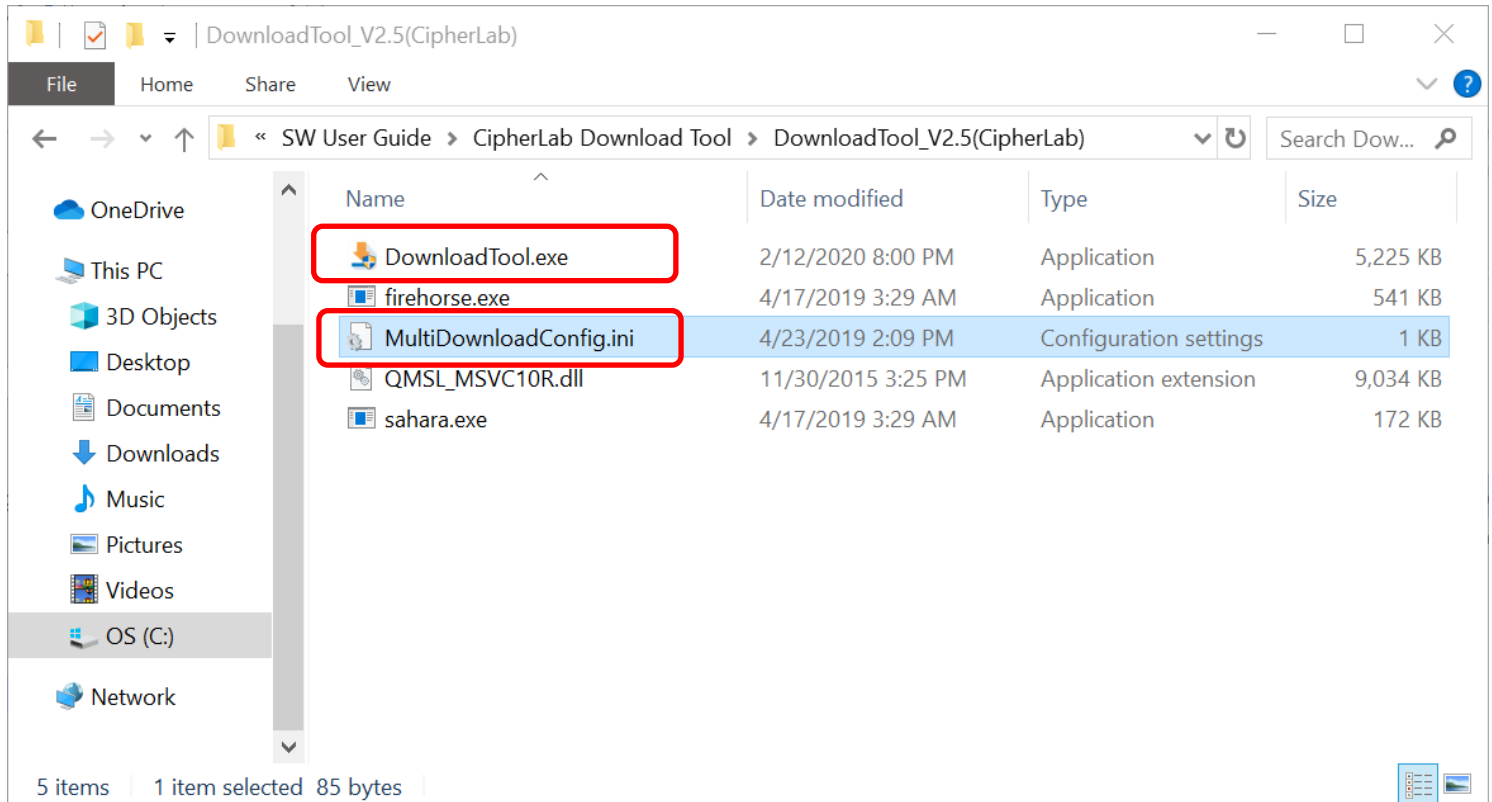 DownloadTool_V2.5(CipherLab)
File Home Share View ?
« SW User Guide > CipherLab Download Tool > DownloadTool_V2.5(CipherLab) Search Dow...
Name Date modified Type Size
OneDrive
This PC
3D Objects
Desktop
Documents
Downloads
Music
Pictures
Videos
OS (C:)
Network
DownloadTool.exe 2/12/2020 8:00 PM Application 5,225 KB
firehorse.exe 4/17/2019 3:29 AM Application 541 KB
MultiDownloadConfig.ini 4/23/2019 2:09 PM Configuration settings 1 KB
QMSL_MSVC10R.dll 11/30/2015 3:25 PM Application extension 9,034 KB
sahara.exe 4/17/2019 3:29 AM Application 172 KB
5 items 1 item selected 85 bytes